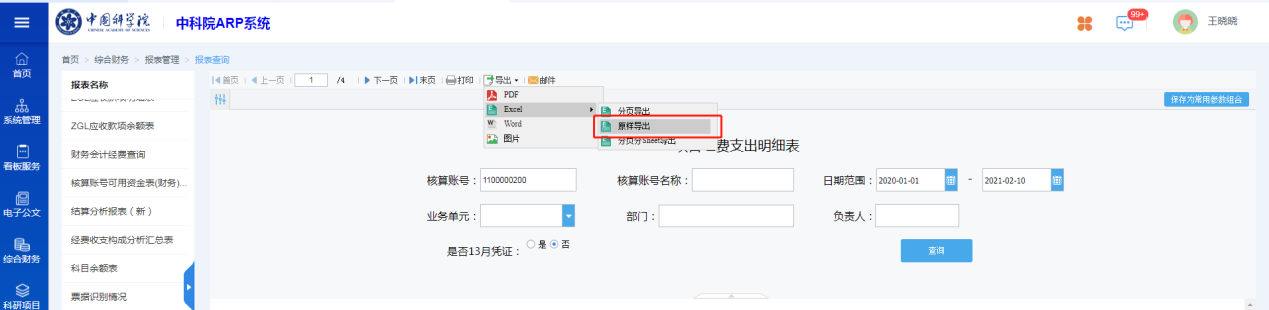 中国科学院
CHINESE ACADEMY OF SCIENCES
中科院ARP系统
99+
王晓晓
首页
系统管理
看板服务
电子公文
综合财务
科研项目
首页 > 综合财务 > 报表管理 > 报表查询
报表名称
ZGL应收款项余额表
财务会计经费查询
核算账号可用资金表(财务)...
结算分析报表（新）
经费收支构成分析汇总表
科目余额表
票据识别情况
首页 上一页 1 /4 下一页 末页 打印 导出 邮件
PDF
Excel
Word
图片
分页导出
原样导出
分页分Sheet导出
保存为常用参数组合
费支出明细表
核算账号： 1100000200 核算账号名称： 日期范围： 2020-01-01 - 2021-02-10
业务单元： 部门： 负责人：
是否13月凭证： 是 否 查询